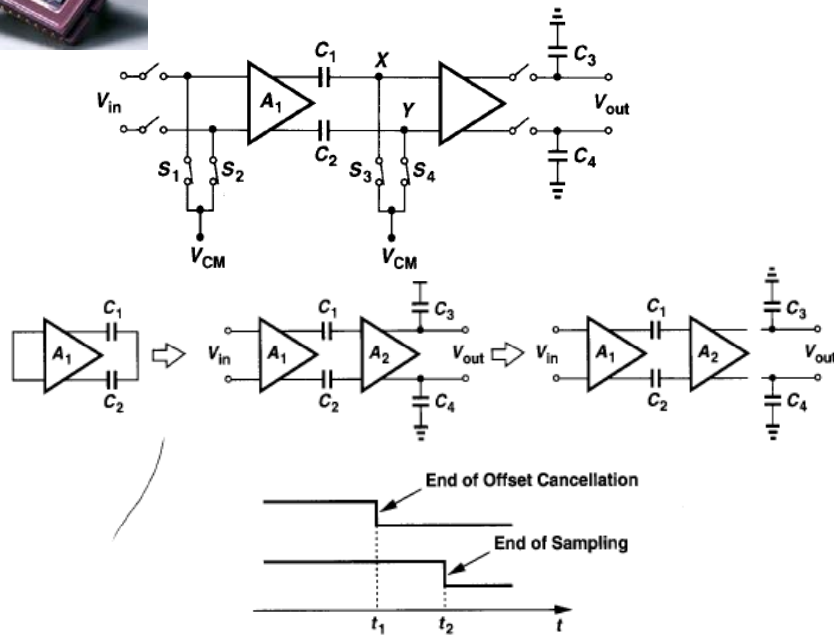 C1
X
C3
Vin
A1
Y
Vout
S1
S2
C2
S3
S4
C4
VCM
VCM
C1
A1
C2
C1
C3
Vin
A1
A2
Vout
C2
C4
C1
C3
Vin
A1
A2
Vout
C2
C4
End of Offset Cancellation
End of Sampling
t1
t2
t